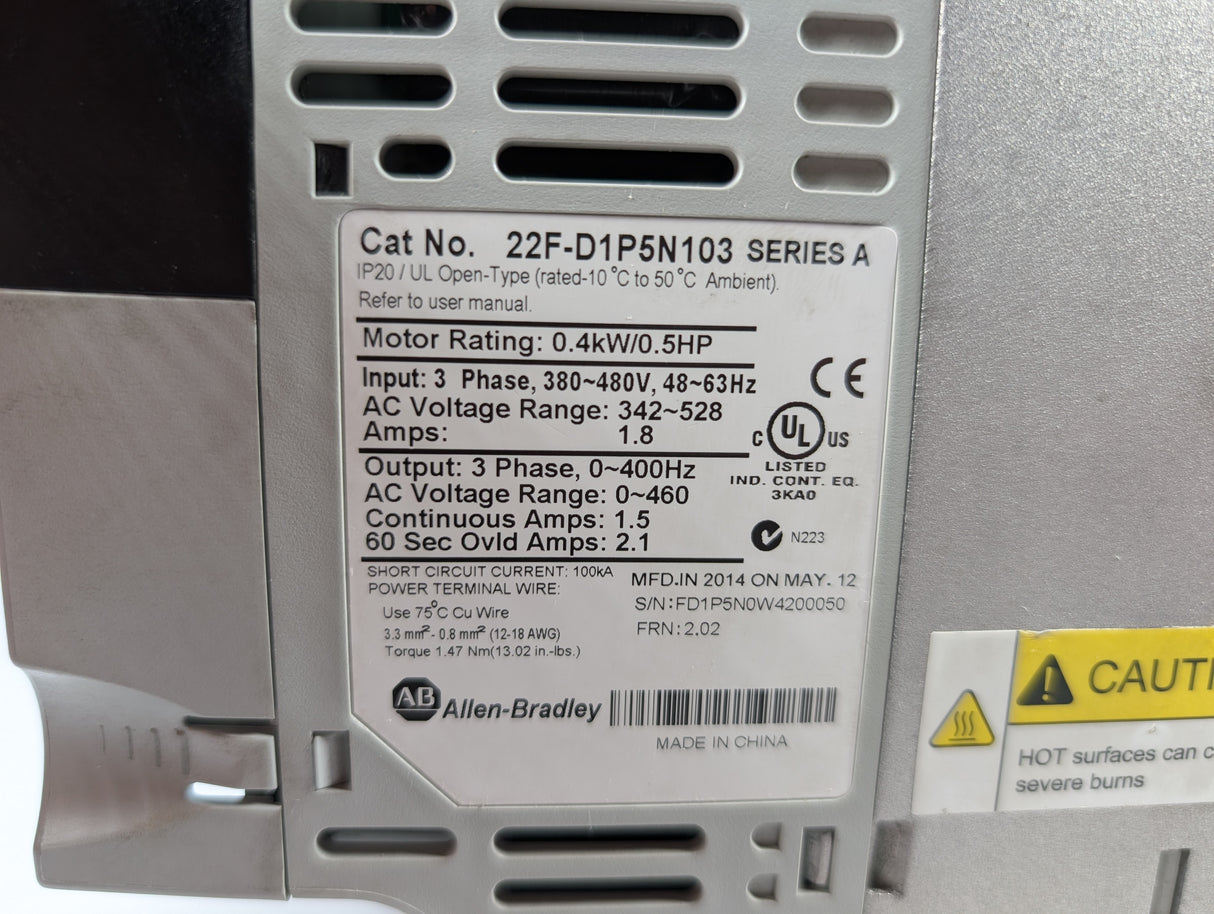 Cat No. 22F-D1P5N103 SERIES A
IP20 / UL Open-Type (rated-10 °C to 50 °C Ambient).
Refer to user manual.
Motor Rating: 0.4kW/0.5HP
Input: 3 Phase, 380~480V, 48~63Hz
AC Voltage Range: 342~528
Amps: 1.8
CE
C UL US
LISTED
IND. CONT. EQ.
3KA0
Output: 3 Phase, 0~400Hz
AC Voltage Range: 0~460
Continuous Amps: 1.5
60 Sec Ovld Amps: 2.1
N223
SHORT CIRCUIT CURRENT: 100kA
POWER TERMINAL WIRE:
Use 75°C Cu Wire
3.3 mm² - 0.8 mm² (12-18 AWG)
Torque 1.47 Nm(13.02 in.-lbs.)
MFD.IN 2014 ON MAY. 12
S/N:FD1P5N0W4200050
FRN:2.02
AB Allen-Bradley
MADE IN CHINA
CAUTI
HOT surfaces can c
severe burns